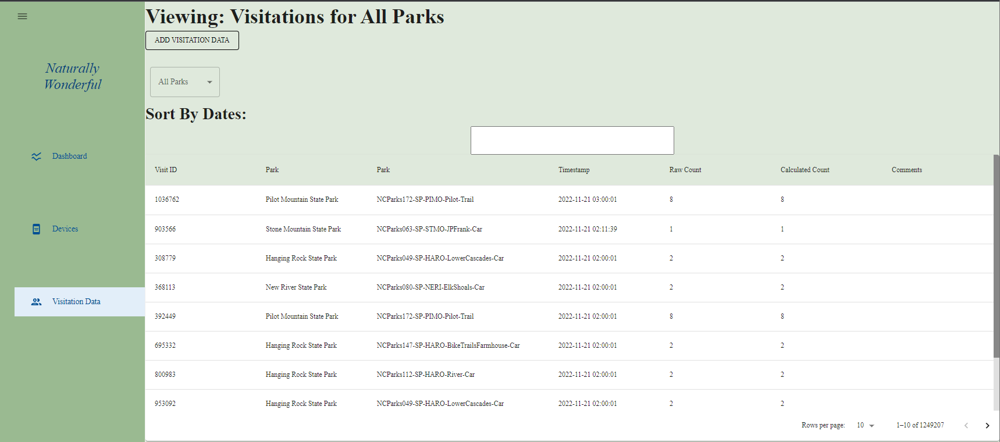 Viewing: Visitations for All Parks
ADD VISITATION DATA
Naturally
Wonderful
All Parks
Sort By Dates:
Dashboard
Devices
Visitation Data
Visit ID Park Park Timestamp Raw Count Calculated Count Comments
1036762 Pilot Mountain State Park NCParks172-SP-PIMO-Pilot-Trail 2022-11-21 03:00:01 8 8
903566 Stone Mountain State Park NCParks063-SP-STMO-JPFrank-Car 2022-11-21 02:11:39 1 1
308779 Hanging Rock State Park NCParks049-SP-HARO-LowerCascades-Car 2022-11-21 02:00:01 2 2
368113 New River State Park NCParks080-SP-NERI-ElkShoals-Car 2022-11-21 02:00:01 2 2
392449 Pilot Mountain State Park NCParks172-SP-PIMO-Pilot-Trail 2022-11-21 02:00:01 8 8
695332 Hanging Rock State Park NCParks147-SP-HARO-BikeTrailsFarmhouse-Car 2022-11-21 02:00:01 2 2
800983 Hanging Rock State Park NCParks112-SP-HARO-River-Car 2022-11-21 02:00:01 2 2
953092 Hanging Rock State Park NCParks049-SP-HARO-LowerCascades-Car 2022-11-21 02:00:01 2 2
Rows per page: 10 1–10 of 1249207